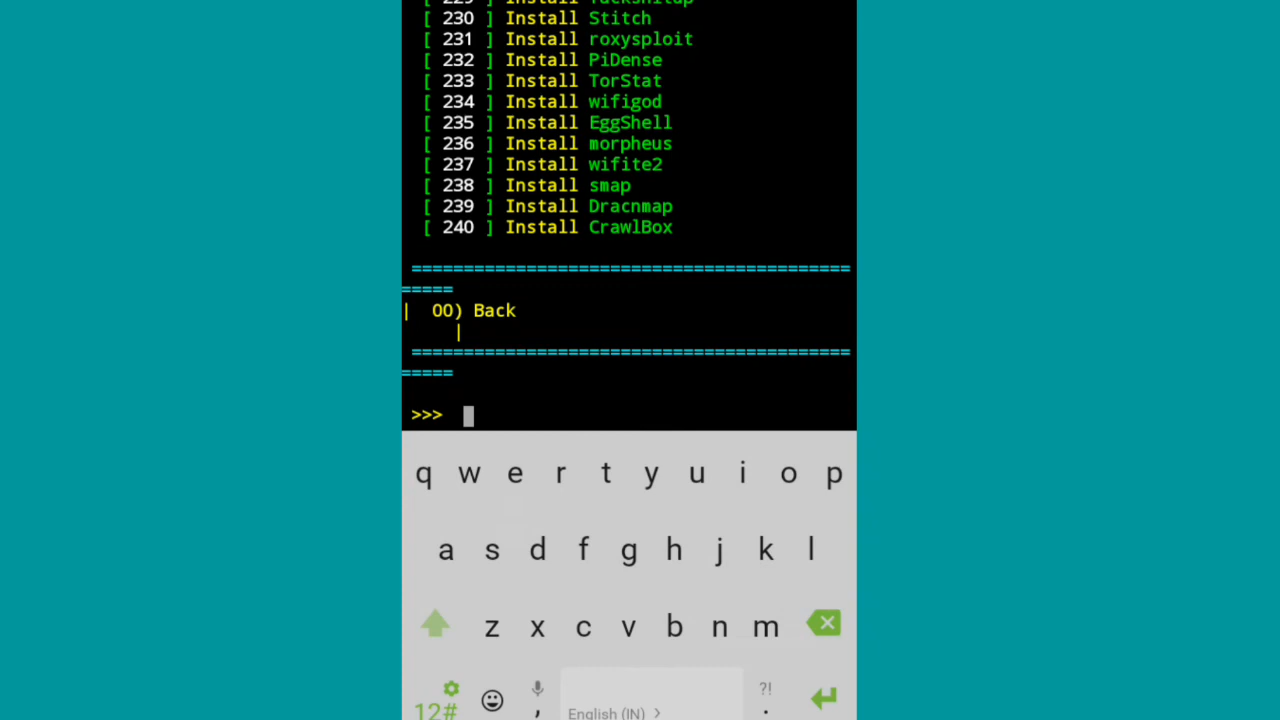 [ 229 ] Install
[ 230 ] Install Stitch
[ 231 ] Install roxysploit
[ 232 ] Install PiDense
[ 233 ] Install TorStat
[ 234 ] Install wifigod
[ 235 ] Install EggShell
[ 236 ] Install morpheus
[ 237 ] Install wifite2
[ 238 ] Install smap
[ 239 ] Install Dracnmap
[ 240 ] Install CrawlBox
==========================================
=====
| 00) Back
|
==========================================
=====
>>>
q w e r t y u i o p
a s d f g h j k l
z x c v b n m
12# , English (IN) > ?! .